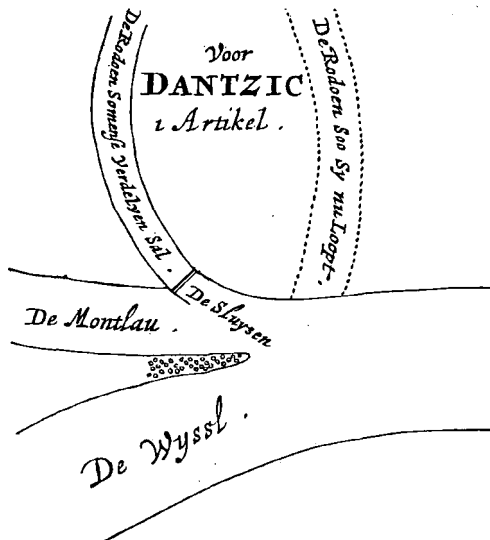 Voor
DANTZIC
1 Artikel.
De Rodoen Somense Verdelyen Sal.
De Rodoen Soo Sy nu Loopt.
De Sluysen
De Montlau.
De Wyssl.